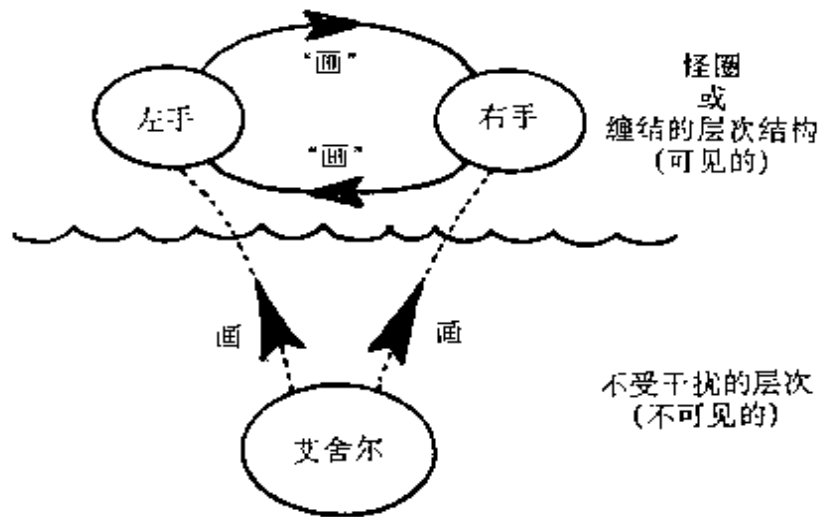 “画”
左手
右手
“画”
怪圈
或
缠结的层次结构
(可见的)
画
画
艾舍尔
不受干扰的层次
(不可见的)